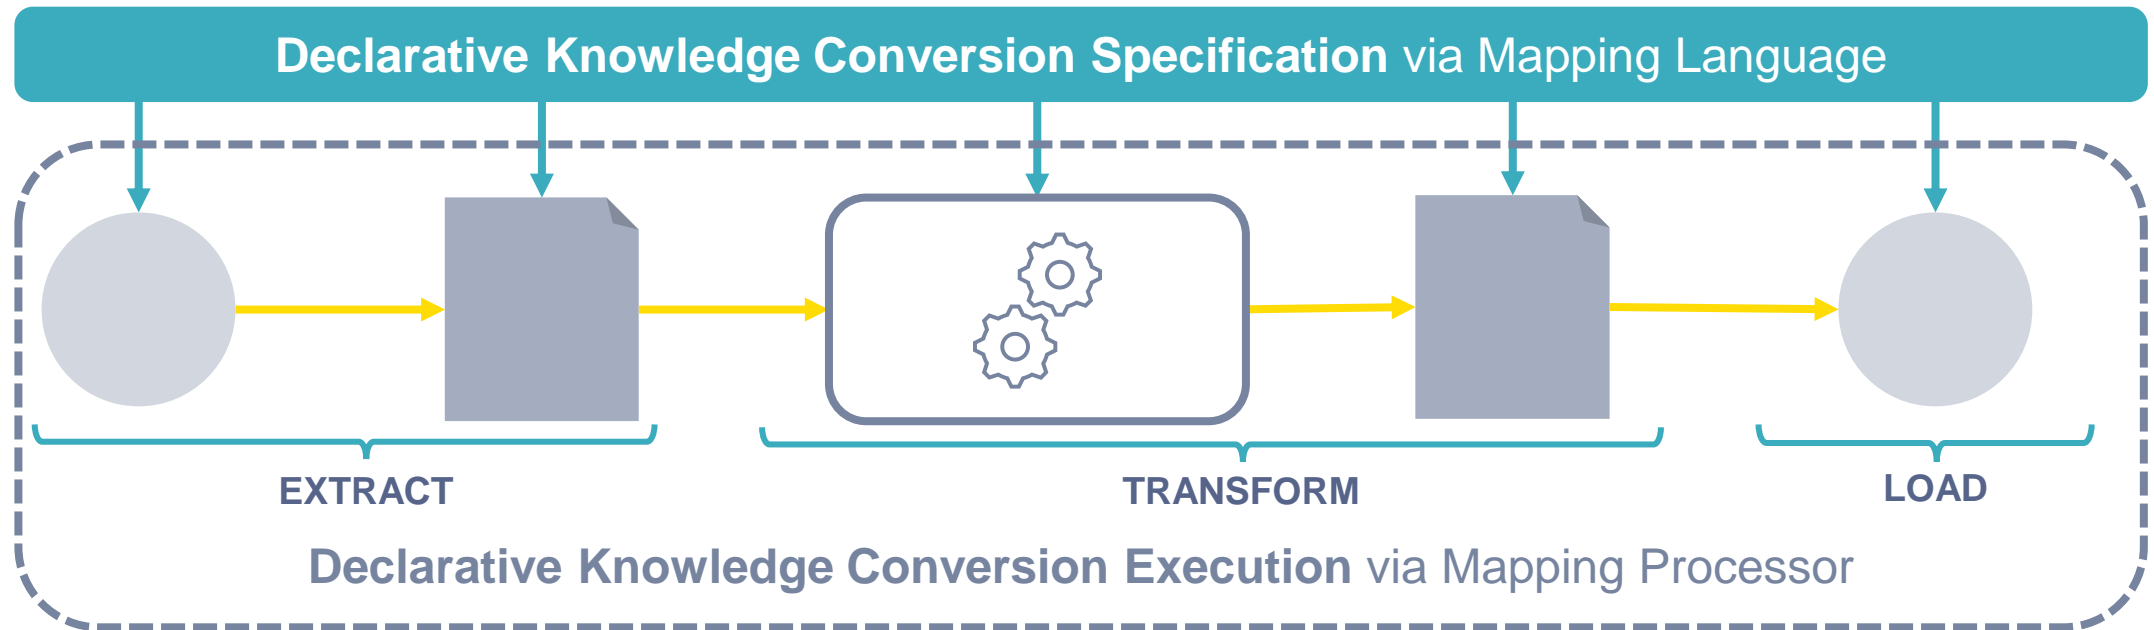 Declarative Knowledge Conversion Specification via Mapping Language
EXTRACT
TRANSFORM
LOAD
Declarative Knowledge Conversion Execution via Mapping Processor